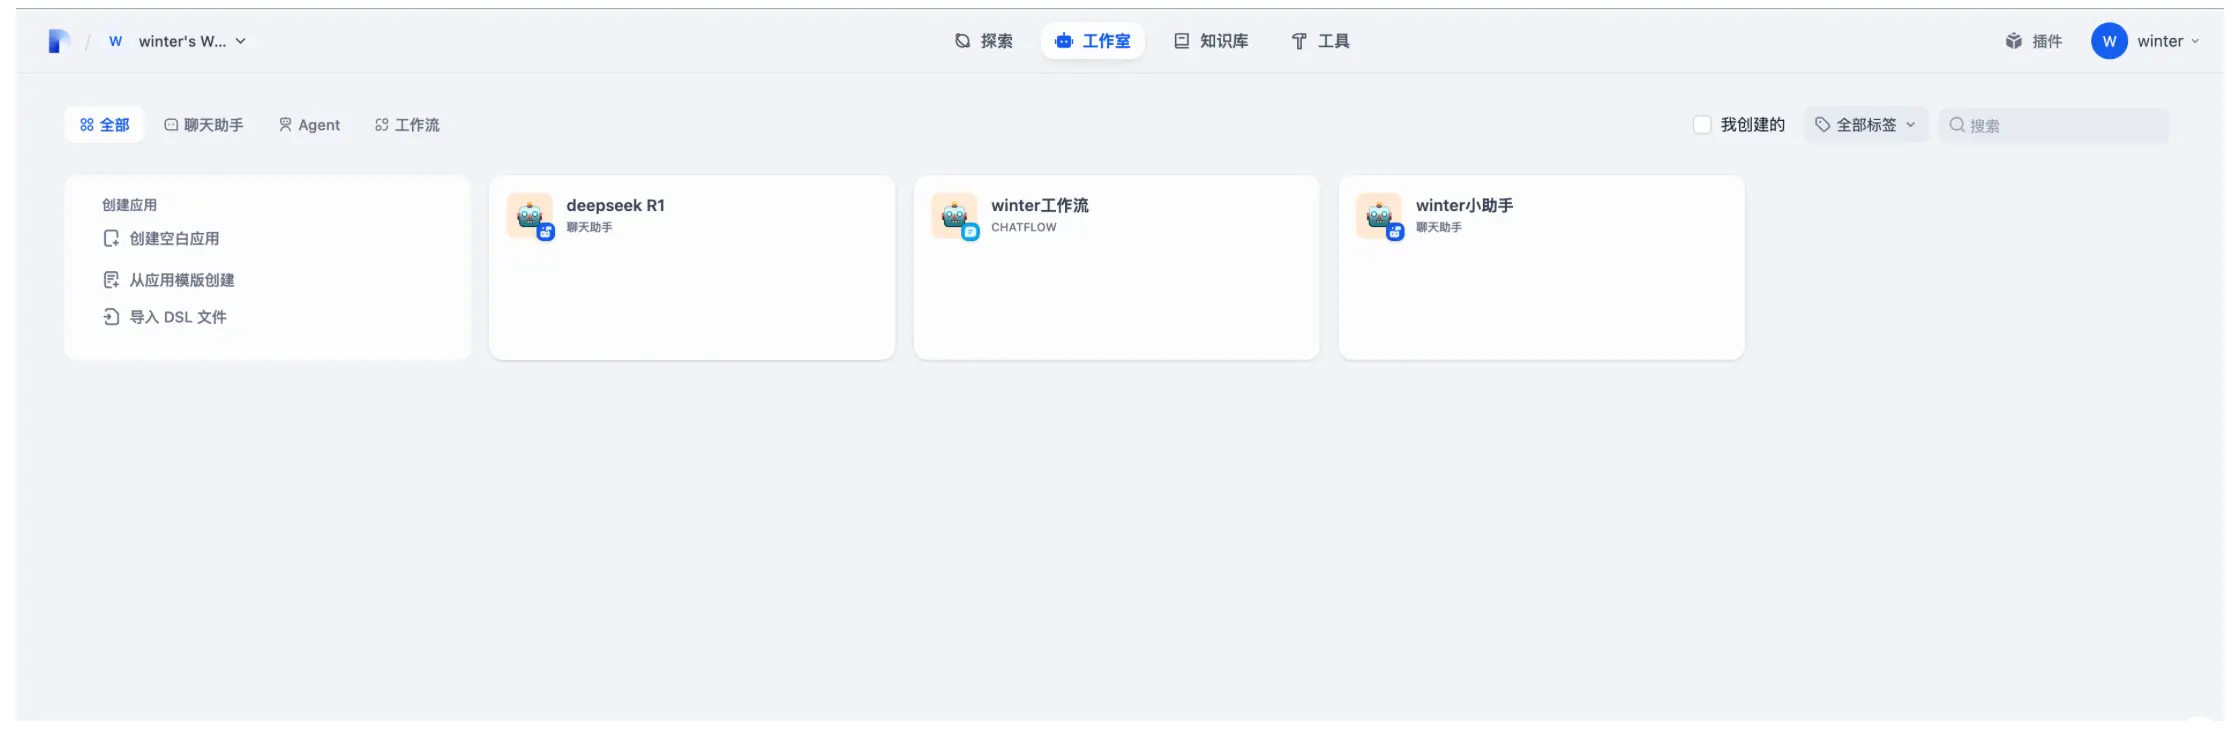 W winter's W...
探索
工作室
知识库
工具
插件
W winter
全部
聊天助手
Agent
工作流
我创建的
全部标签
搜索
创建应用
创建空白应用
从应用模版创建
导入 DSL 文件
deepseek R1
聊天助手
winter工作流
CHATFLOW
winter小助手
聊天助手